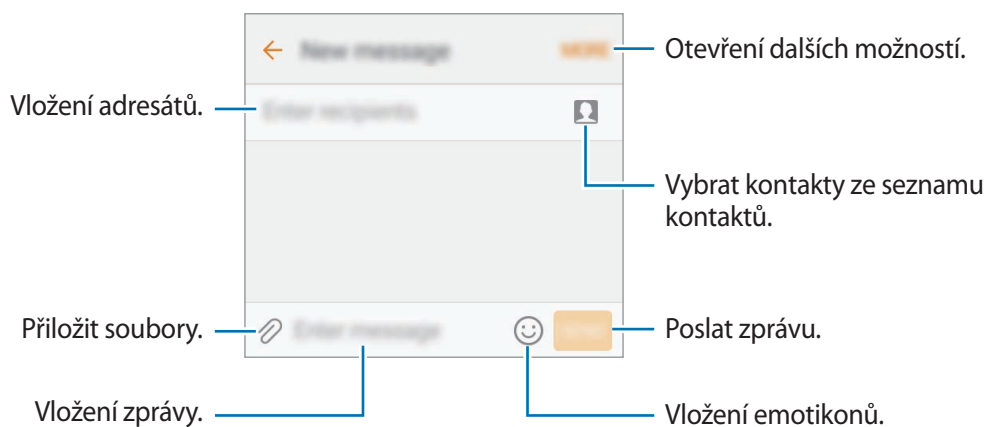 New message
MORE
Otevření dalších možností.
Vložení adresátů.
Enter recipients
Vybrat kontakty ze seznamu
kontaktů.
Přiložit soubory.
Enter message
Poslat zprávu.
Vložení zprávy.
Vložení emotikonů.